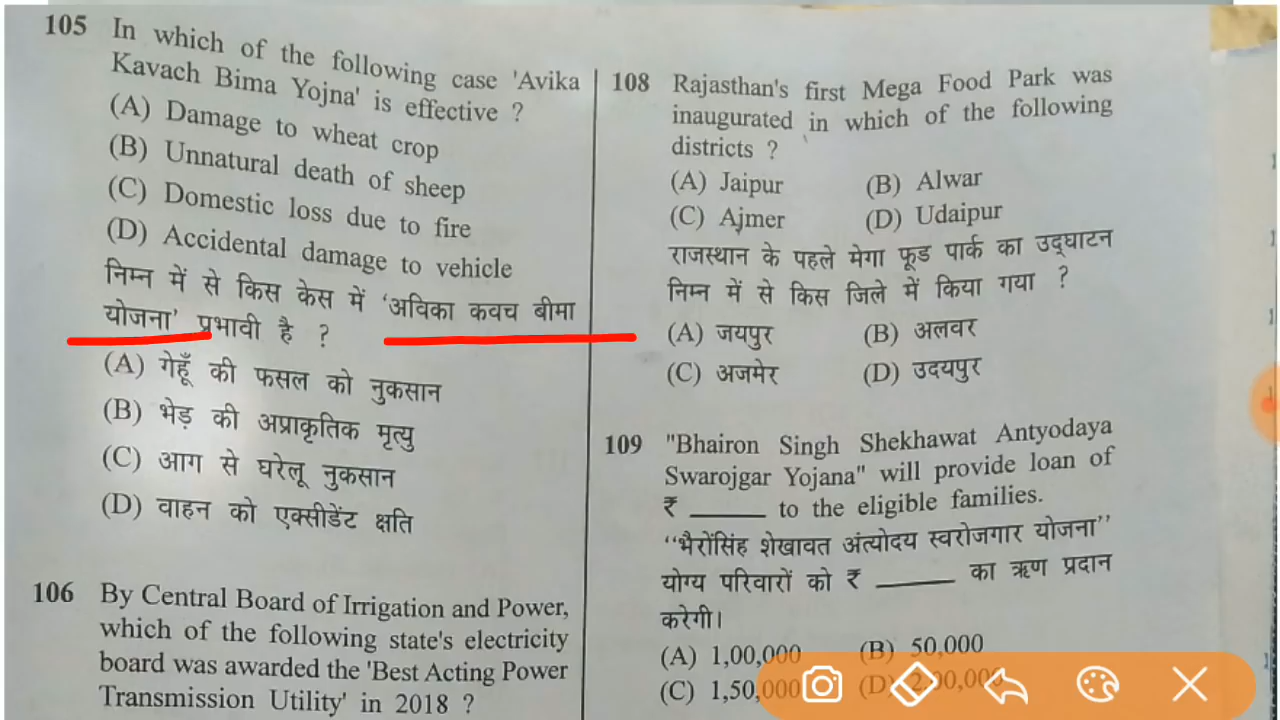 105 In which of the following case 'Avika
Kavach Bima Yojna' is effective ?
(A) Damage to wheat crop
(B) Unnatural death of sheep
(C) Domestic loss due to fire
(D) Accidental damage to vehicle
निम्न में से किस केस में ‘अविका कवच बीमा
योजना’ प्रभावी है ?
(A) गेहूँ की फसल को नुकसान
(B) भेड़ की अप्राकृतिक मृत्यु
(C) आग से घरेलू नुकसान
(D) वाहन को एक्सीडेंट क्षति
106 By Central Board of Irrigation and Power,
which of the following state's electricity
board was awarded the 'Best Acting Power
Transmission Utility' in 2018 ?
108 Rajasthan's first Mega Food Park was
inaugurated in which of the following
districts ?
(A) Jaipur (B) Alwar
(C) Ajmer (D) Udaipur
राजस्थान के पहले मेगा फूड पार्क का उद्घाटन
निम्न में से किस जिले में किया गया ?
(A) जयपुर (B) अलवर
(C) अजमेर (D) उदयपुर
109 "Bhairon Singh Shekhawat Antyodaya
Swarojgar Yojana" will provide loan of
₹ _____ to the eligible families.
“भैरोंसिंह शेखावत अंत्योदय स्वरोजगार योजना”
योग्य परिवारों को ₹ _____ का ऋण प्रदान
करेगी।
(A) 1,00,000 (B) 50,000
(C) 1,50,000 (D) 2,00,000